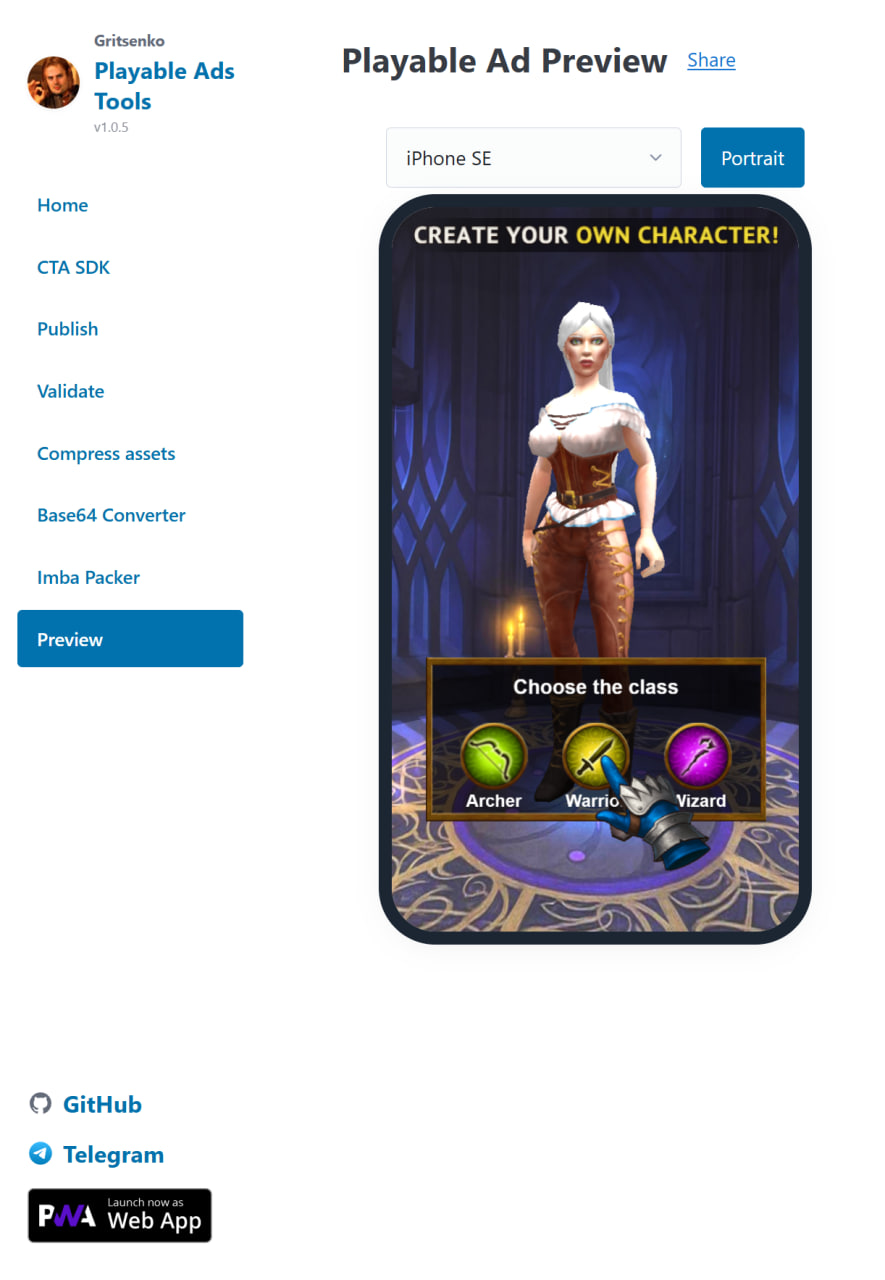 Gritsenko
Playable Ads
Tools
v1.0.5
Home
CTA SDK
Publish
Validate
Compress assets
Base64 Converter
Imba Packer
Preview
GitHub
Telegram
PWA
Launch now as
Web App
Playable Ad Preview Share
iPhone SE
Portrait
CREATE YOUR OWN CHARACTER!
Choose the class
Archer Warrio Wizard